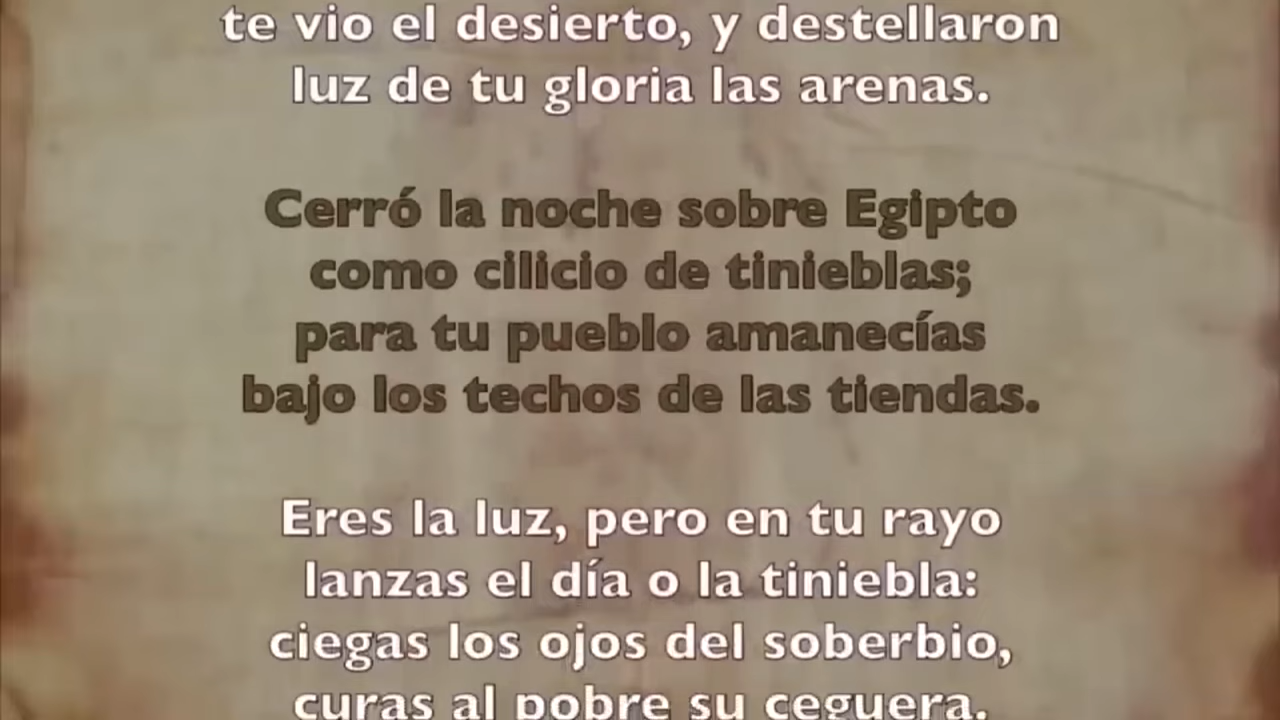 te vio el desierto, y destellaron
luz de tu gloria las arenas.
Cerró la noche sobre Egipto
como cilicio de tinieblas;
para tu pueblo amanecías
bajo los techos de las tiendas.
Eres la luz, pero en tu rayo
lanzas el día o la tiniebla:
ciegas los ojos del soberbio,
curas al pobre su ceguera.